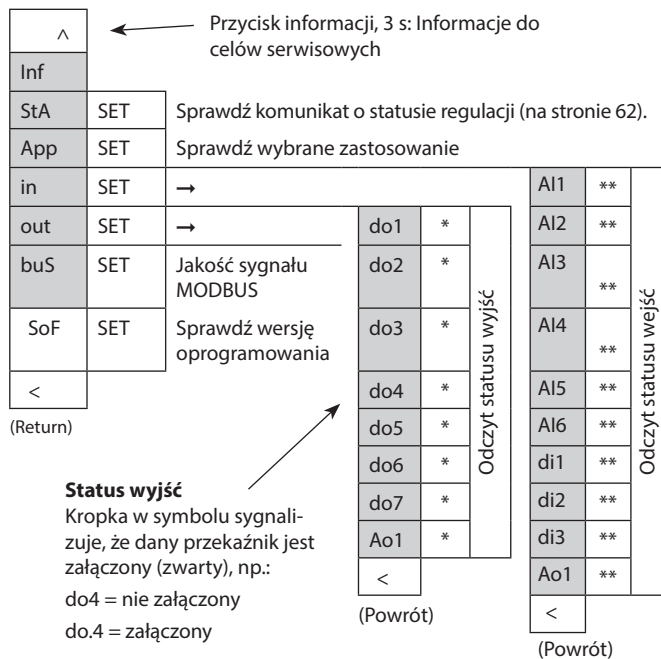 ^
Przycisk informacji, 3 s: Informacje do
celów serwisowych
Inf
StA SET Sprawdź komunikat o statusie regulacji (na stronie 62).
App SET Sprawdź wybrane zastosowanie
in SET →
out SET →
buS SET Jakość sygnału
MODBUS
SoF SET Sprawdź wersję
oprogramowania
<
(Return)
Status wyjść
Kropka w symbolu sygnali-
zuje, że dany przekaźnik jest
załączony (zwarty), np.:
do4 = nie załączony
do.4 = załączony
do1 *
do2 *
do3 *
do4 *
do5 *
do6 *
do7 *
Ao1 *
<
(Powrót)
Odczyt statusu wyjść
AI1 **
AI2 **
AI3 **
AI4 **
AI5 **
AI6 **
di1 **
di2 **
di3 **
Ao1 **
<
(Powrót)
Odczyt statusu wejść